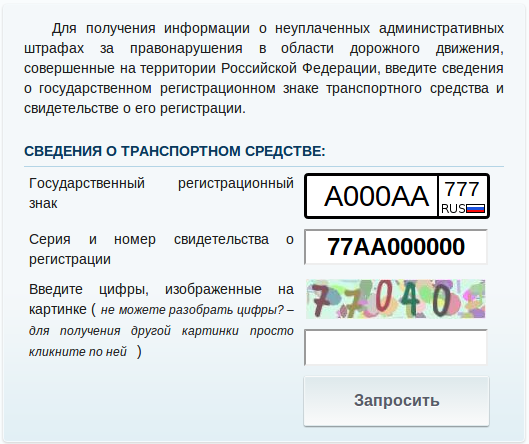 Для получения информации о неуплаченных административных
штрафах за правонарушения в области дорожного движения,
совершенные на территории Российской Федерации, введите сведения
о государственном регистрационном знаке транспортного средства и
свидетельстве о его регистрации.
СВЕДЕНИЯ О ТРАНСПОРТНОМ СРЕДСТВЕ:
Государственный регистрационный
знак
А000АА 777
RUS
Серия и номер свидетельства о
регистрации
77АА000000
Введите цифры, изображенные на
картинке ( не можете разобрать цифры? –
для получения другой картинки просто
кликните по ней )
77040
Запросить